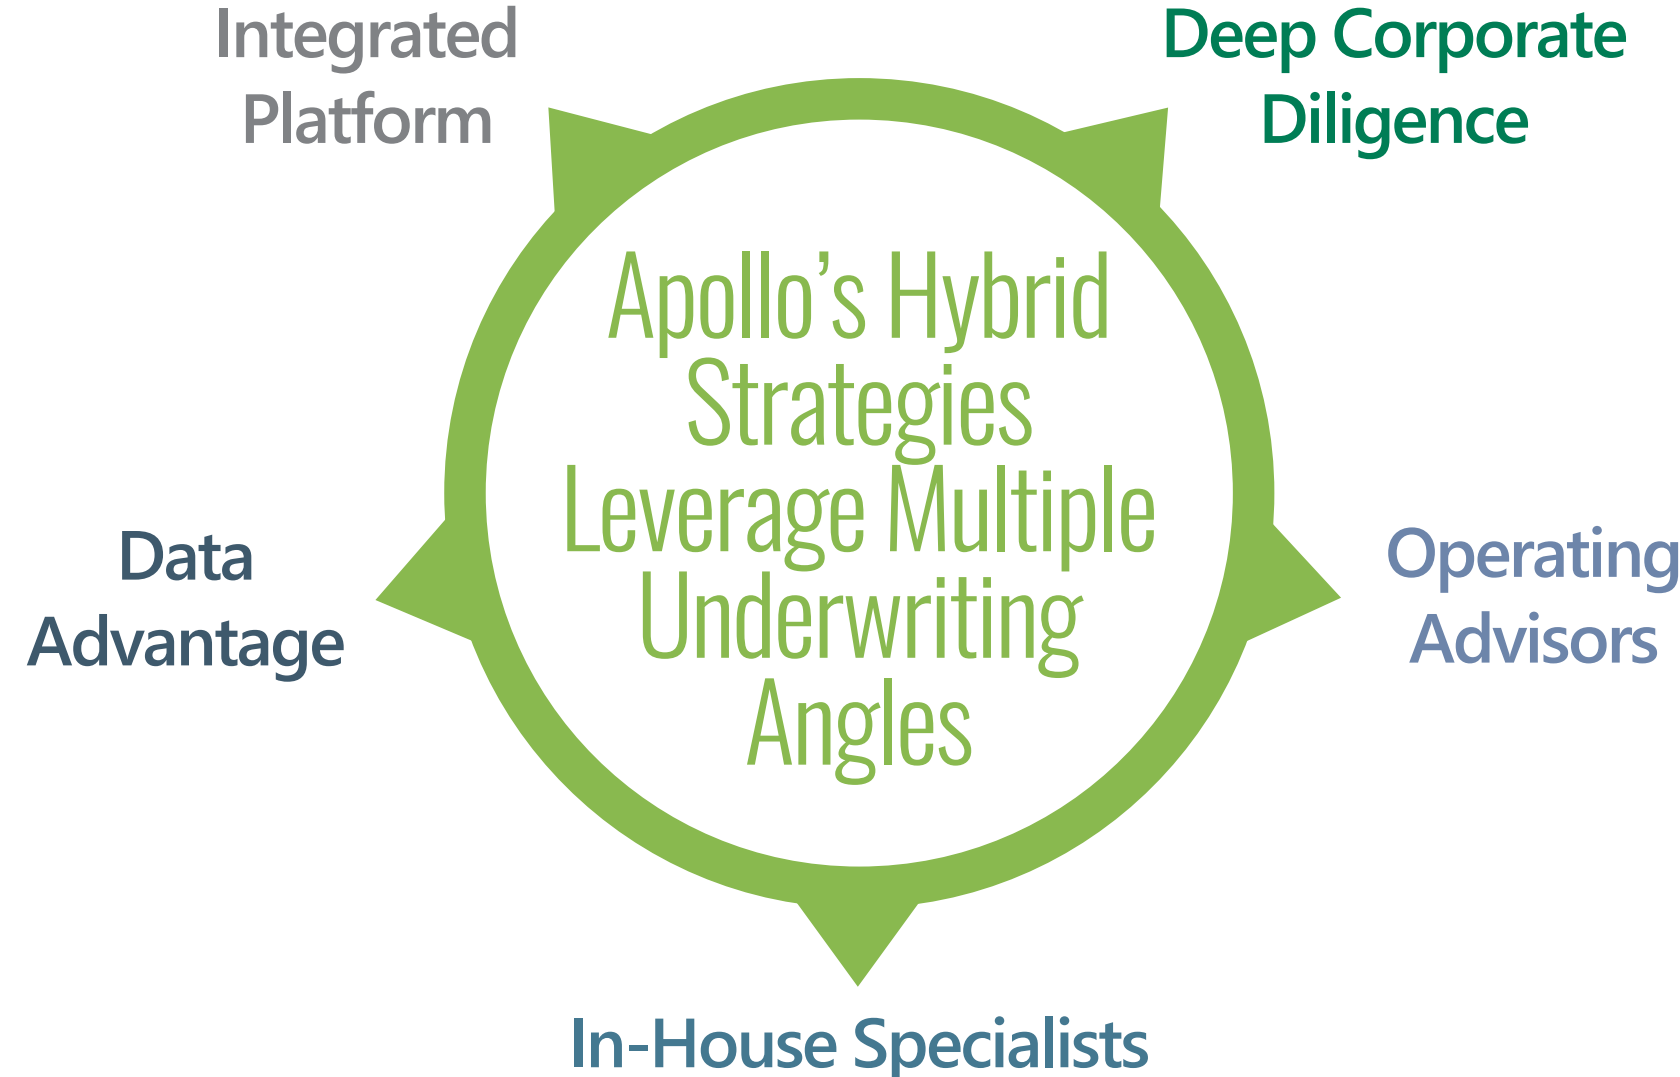 Integrated
Platform
Deep Corporate
Diligence
Apollo’s Hybrid
Strategies
Leverage Multiple
Underwriting
Angles
Data
Advantage
Operating
Advisors
In-House Specialists